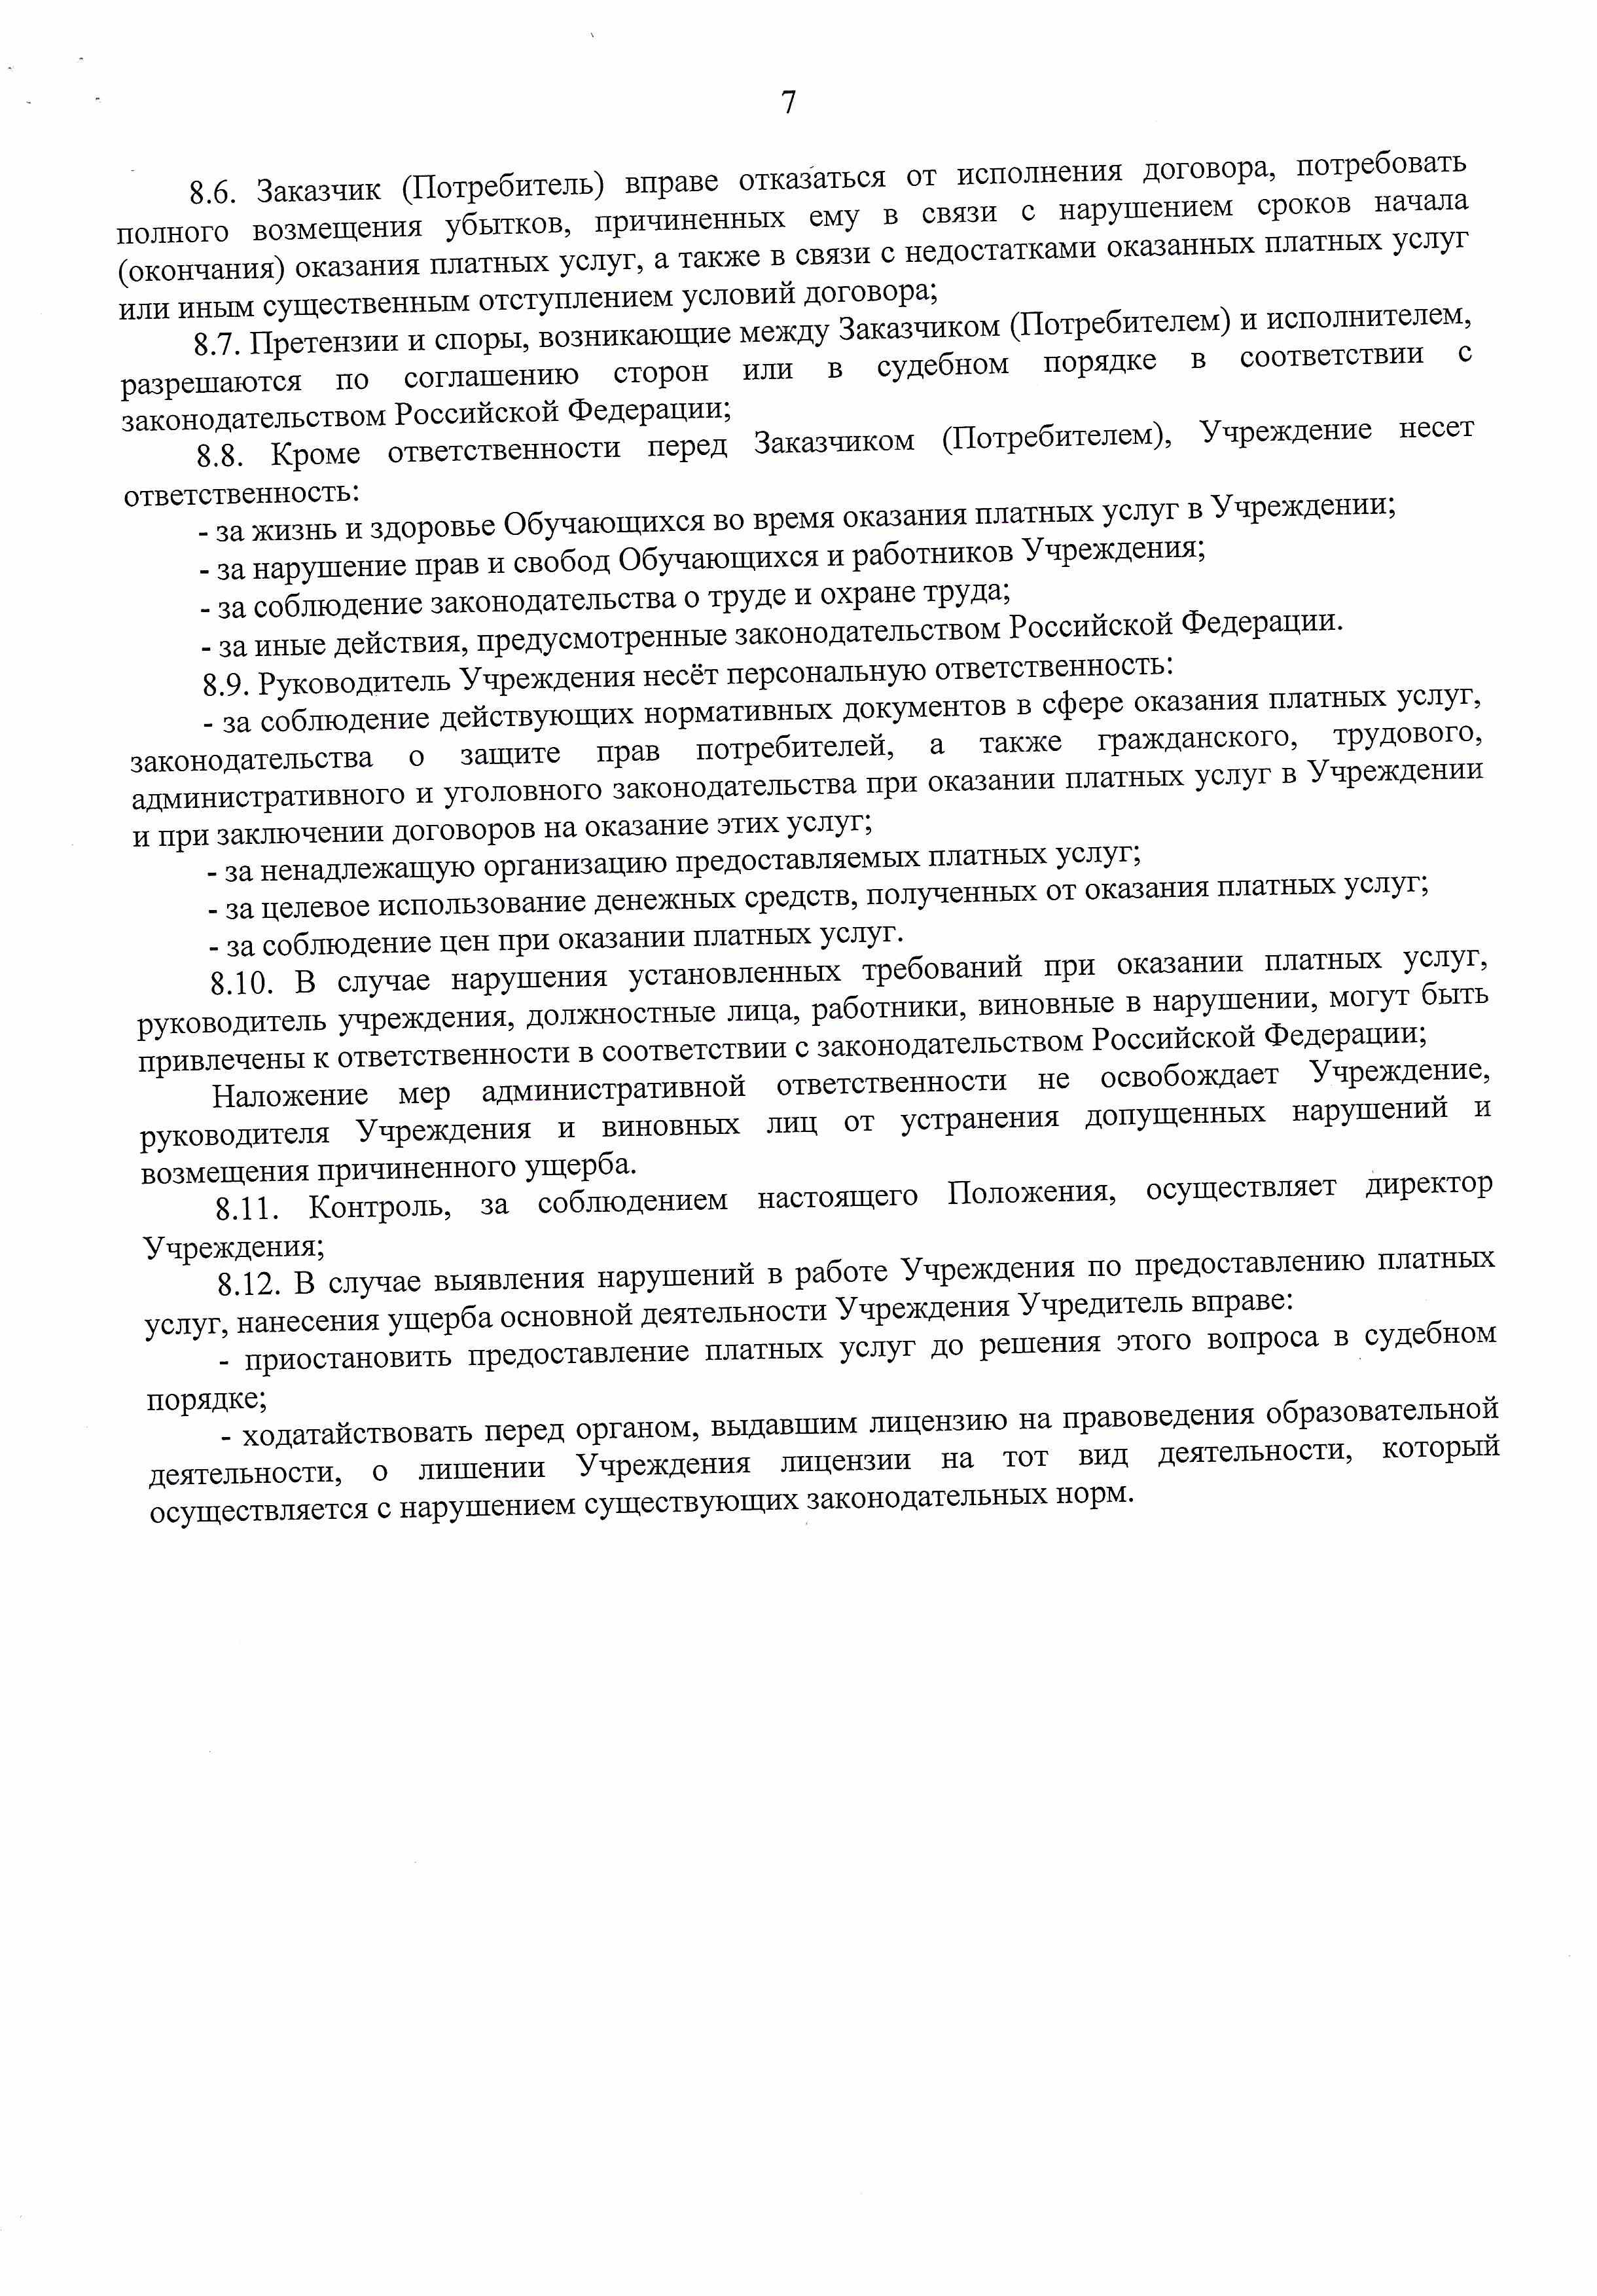 7
8.6. Заказчик (Потребитель) вправе отказаться от исполнения договора, потребовать
полного возмещения убытков, причиненных ему в связи с нарушением сроков начала
(окончания) оказания платных услуг, а также в связи с недостатками оказанных платных услуг
или иным существенным отступлением условий договора;
8.7. Претензии и споры, возникающие между Заказчиком (Потребителем) и исполнителем,
разрешаются по соглашению сторон или в судебном порядке в соответствии с
законодательством Российской Федерации;
8.8. Кроме ответственности перед Заказчиком (Потребителем), Учреждение несет
ответственность:
- за жизнь и здоровье Обучающихся во время оказания платных услуг в Учреждении;
- за нарушение прав и свобод Обучающихся и работников Учреждения;
- за соблюдение законодательства о труде и охране труда;
- за иные действия, предусмотренные законодательством Российской Федерации.
8.9. Руководитель Учреждения несёт персональную ответственность:
- за соблюдение действующих нормативных документов в сфере оказания платных услуг,
законодательства о защите прав потребителей, а также гражданского, трудового,
административного и уголовного законодательства при оказании платных услуг в Учреждении
и при заключении договоров на оказание этих услуг;
- за ненадлежащую организацию предоставляемых платных услуг;
- за целевое использование денежных средств, полученных от оказания платных услуг;
- за соблюдение цен при оказании платных услуг.
8.10. В случае нарушения установленных требований при оказании платных услуг,
руководитель учреждения, должностные лица, работники, виновные в нарушении, могут быть
привлечены к ответственности в соответствии с законодательством Российской Федерации;
Наложение мер административной ответственности не освобождает Учреждение,
руководителя Учреждения и виновных лиц от устранения допущенных нарушений и
возмещения причиненного ущерба.
8.11. Контроль, за соблюдением настоящего Положения, осуществляет директор
Учреждения;
8.12. В случае выявления нарушений в работе Учреждения по предоставлению платных
услуг, нанесения ущерба основной деятельности Учреждения Учредитель вправе:
- приостановить предоставление платных услуг до решения этого вопроса в судебном
порядке;
- ходатайствовать перед органом, выдавшим лицензию на правоведения образовательной
деятельности, о лишении Учреждения лицензии на тот вид деятельности, который
осуществляется с нарушением существующих законодательных норм.